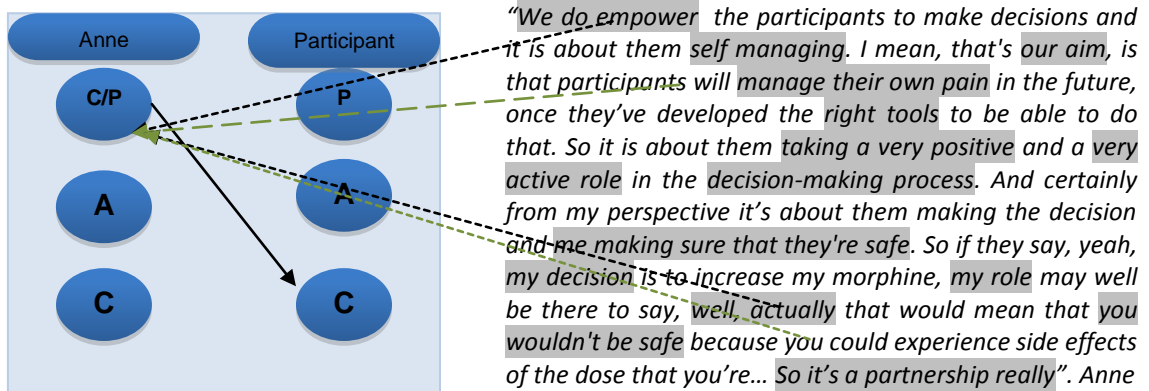 Anne
Participant
C/P
P
A
A
C
C
“We do empower the participants to make decisions and
it is about them self managing. I mean, that's our aim, is
that participants will manage their own pain in the future,
once they’ve developed the right tools to be able to do
that. So it is about them taking a very positive and a very
active role in the decision-making process. And certainly
from my perspective it’s about them making the decision
and me making sure that they're safe. So if they say, yeah,
my decision is to increase my morphine, my role may well
be there to say, well, actually that would mean that you
wouldn't be safe because you could experience side effects
of the dose that you’re… So it’s a partnership really”. Anne